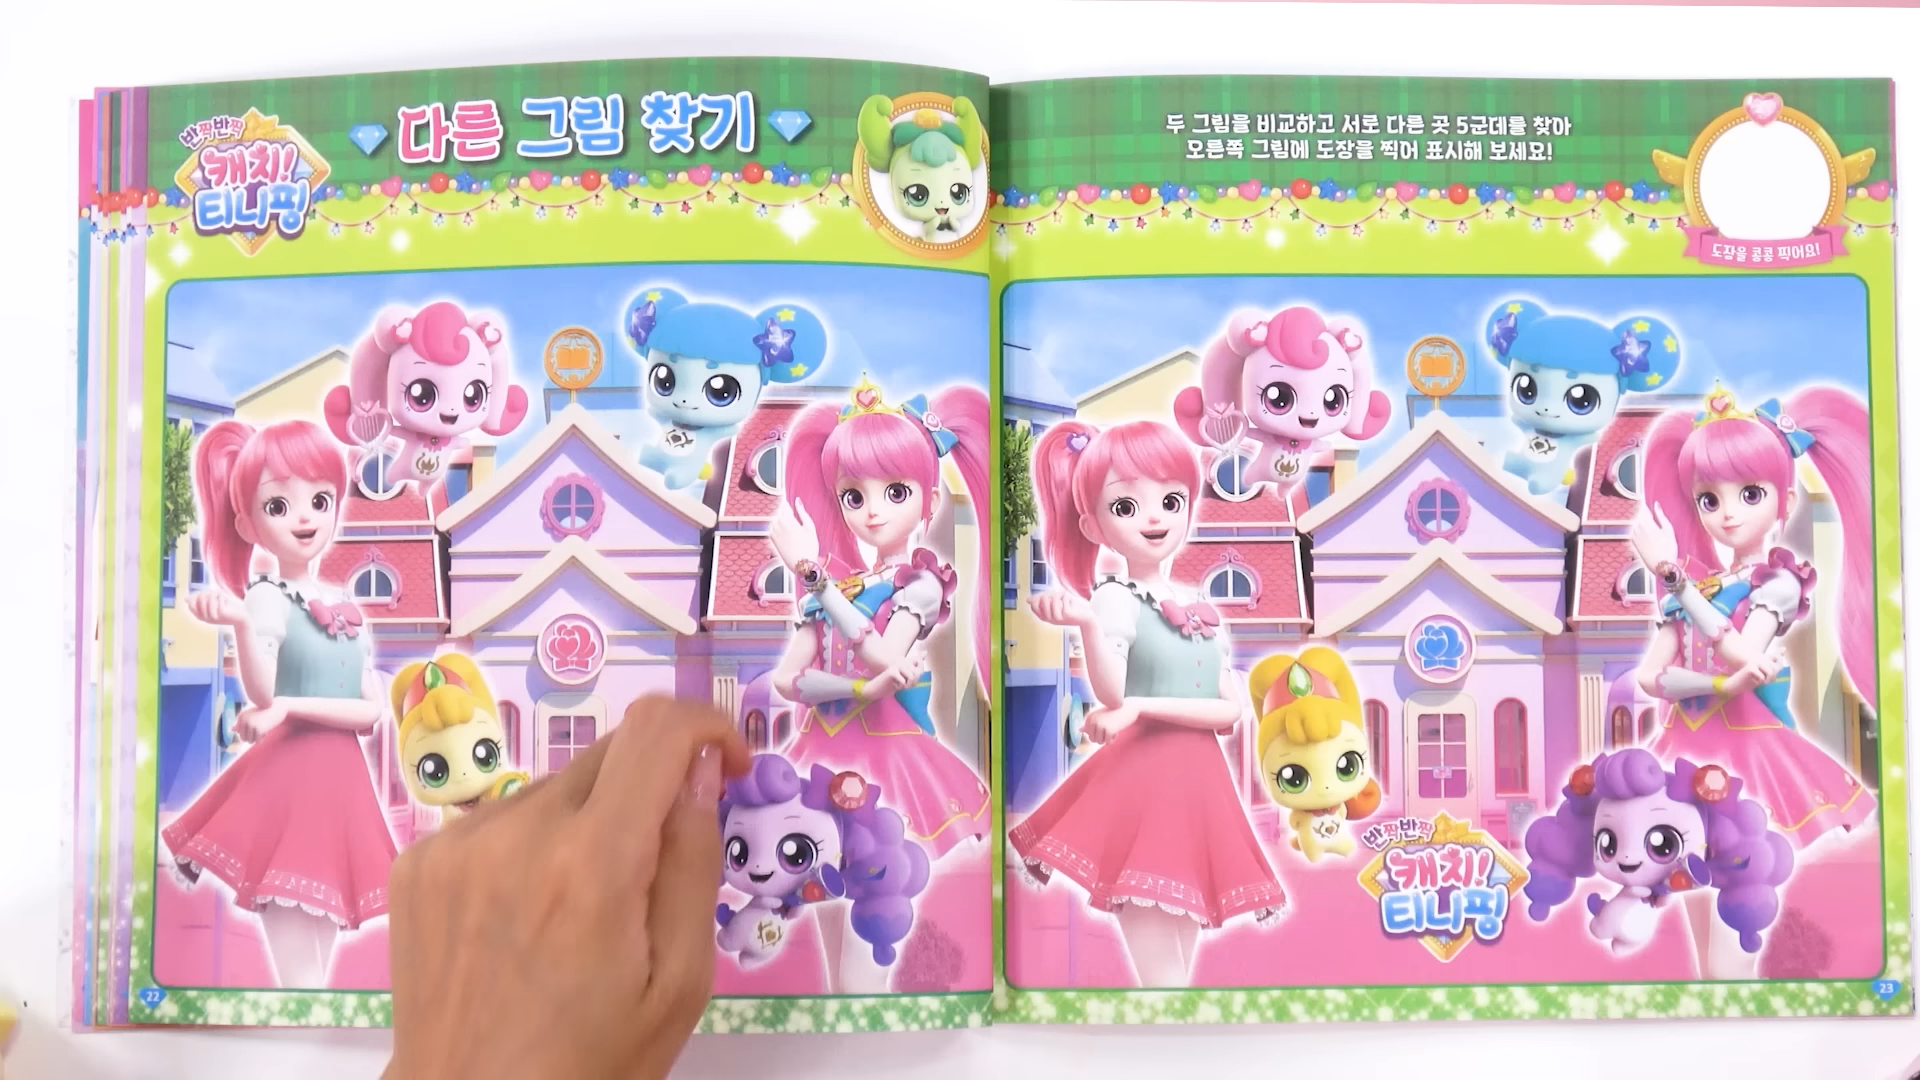 반짝반짝
캐치!
티니핑
다른 그림 찾기
두 그림을 비교하고 서로 다른 곳 5군데를 찾아
오른쪽 그림에 도장을 찍어 표시해 보세요!
도장을 콩콩 찍어요!
반짝반짝
캐치!
티니핑
22
23